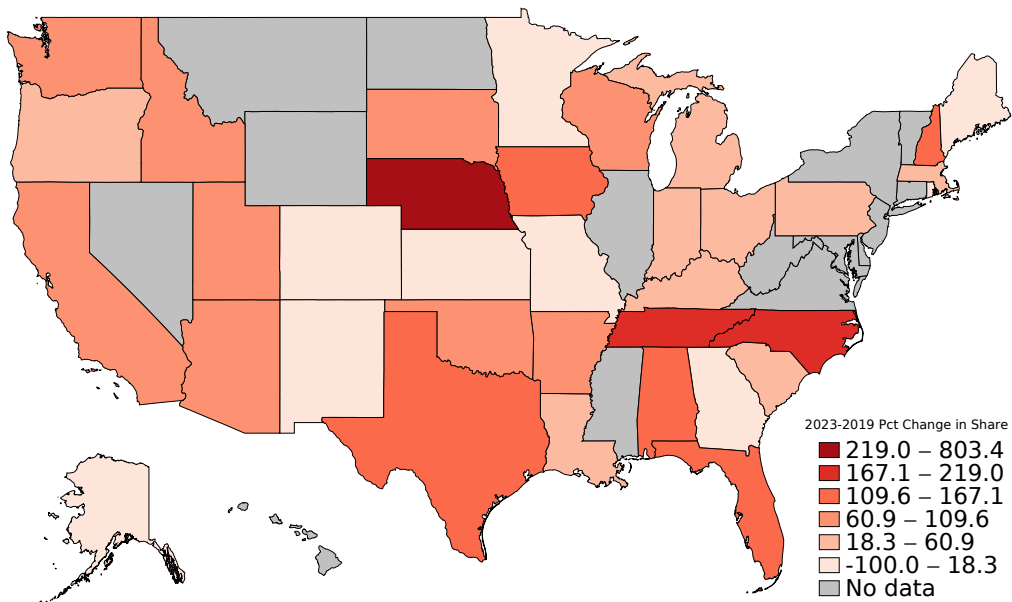 2023-2019 Pct Change in Share
219.0 – 803.4
167.1 – 219.0
109.6 – 167.1
60.9 – 109.6
18.3 – 60.9
-100.0 – 18.3
No data